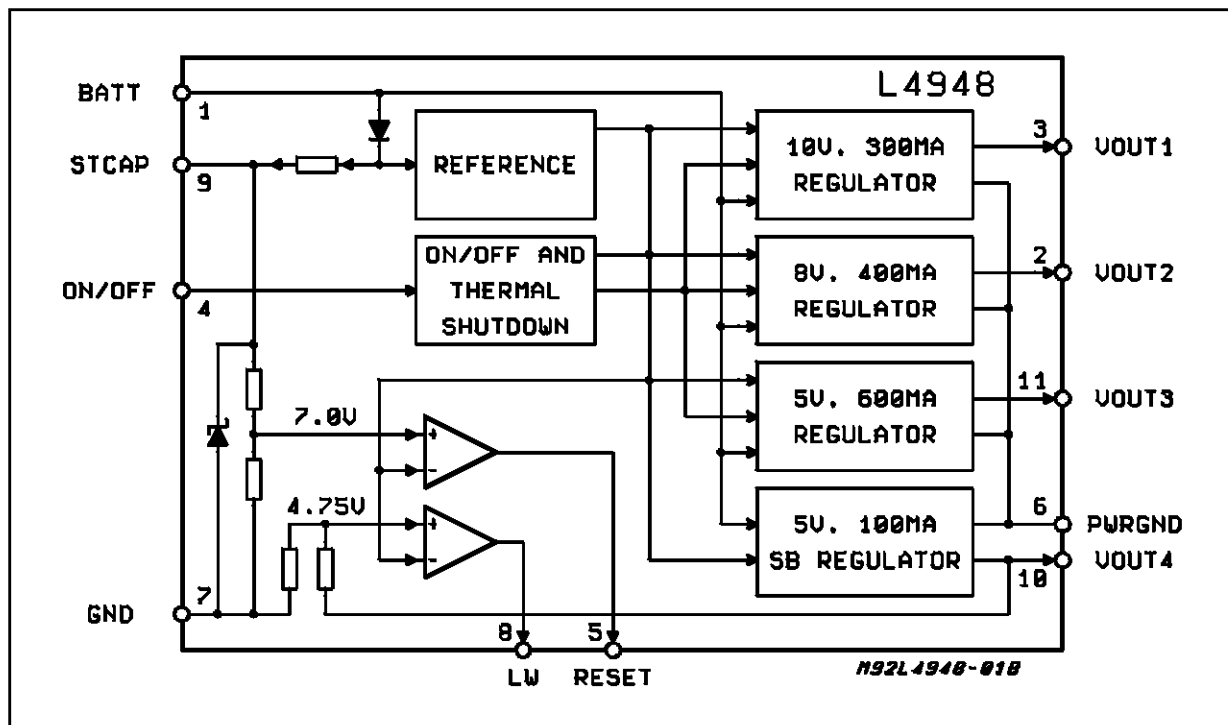 L4948
BATT
1
STCAP
9
ON/OFF
4
GND
7
REFERENCE
ON/OFF AND
THERMAL
SHUTDOWN
7.0V
+
-
4.75V
+
-
10V. 300MA
REGULATOR
8V. 400MA
REGULATOR
5V. 600MA
REGULATOR
5V. 100MA
SB REGULATOR
3
VOUT1
2
VOUT2
11
VOUT3
6
PWRGND
VOUT4
10
8
5
LW
RESET
M92L4948-01B